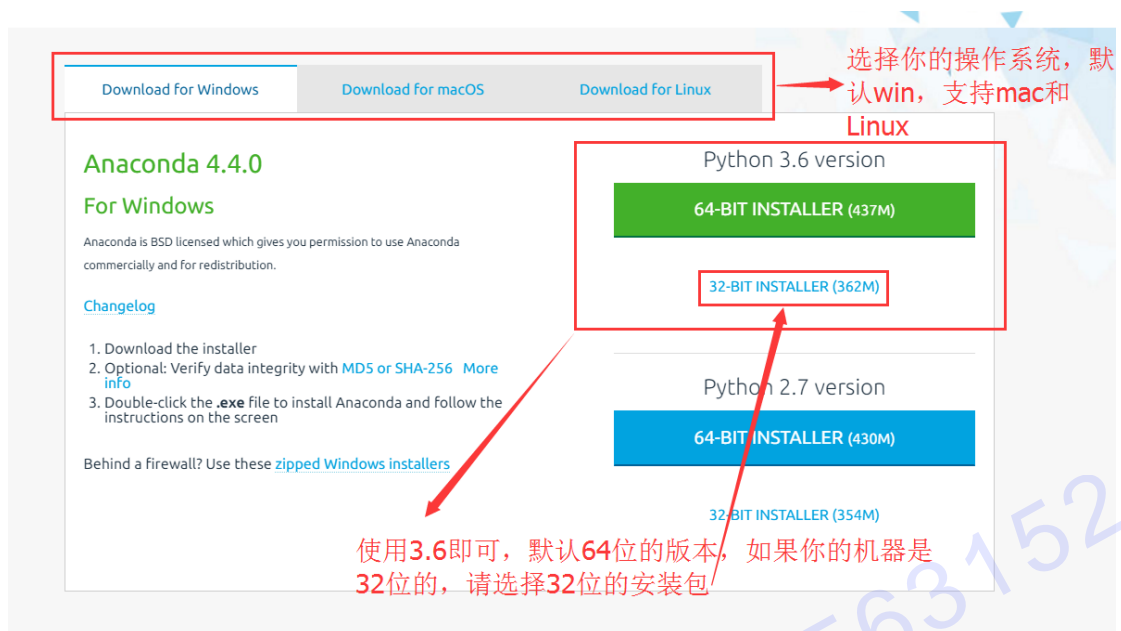 Download for Windows
Download for macOS
Download for Linux
选择你的操作系统，默
认win，支持mac和
Linux
Anaconda 4.4.0
For Windows
Anaconda is BSD licensed which gives you permission to use Anaconda
commercially and for redistribution.
Changelog
1. Download the installer
2. Optional: Verify data integrity with MD5 or SHA-256 More
info
3. Double-click the .exe file to install Anaconda and follow the
instructions on the screen
Behind a firewall? Use these zipped Windows installers
Python 3.6 version
64-BIT INSTALLER (437M)
32-BIT INSTALLER (362M)
Python 2.7 version
64-BIT INSTALLER (430M)
32-BIT INSTALLER (354M)
使用3.6即可，默认64位的版本，如果你的机器是
32位的，请选择32位的安装包
563152